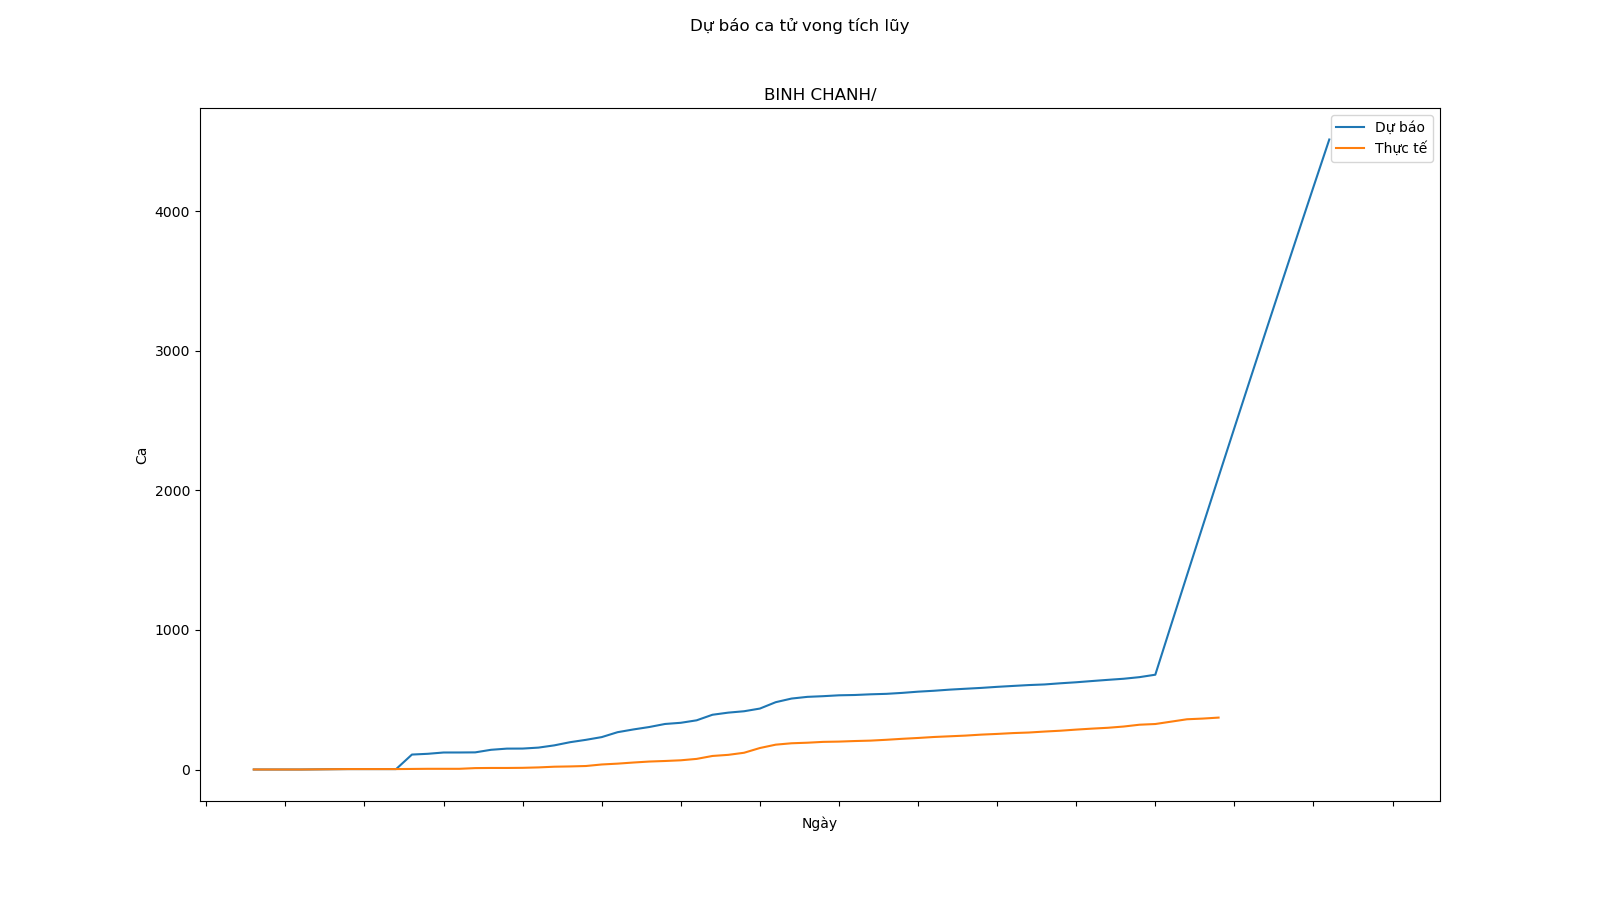 Dự báo ca tử vong tích lũy
BINH CHANH/
Dự báo
Thực tế
4000
3000
2000
1000
0
Ca
Ngày